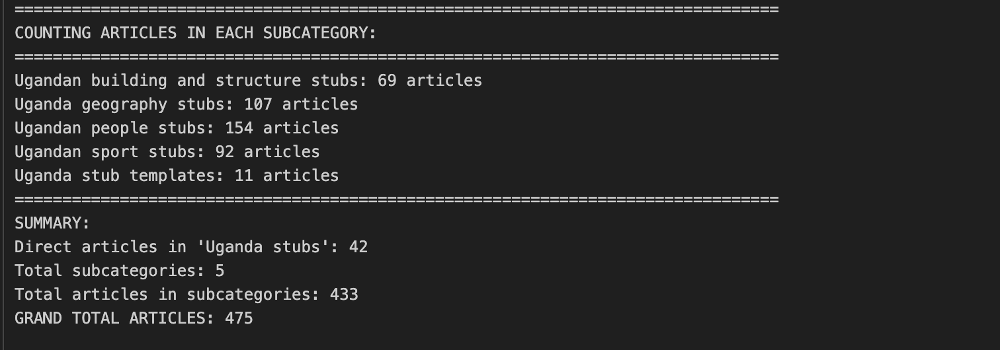 ================================================================================
COUNTING ARTICLES IN EACH SUBCATEGORY:
================================================================================
Ugandan building and structure stubs: 69 articles
Uganda geography stubs: 107 articles
Ugandan people stubs: 154 articles
Ugandan sport stubs: 92 articles
Uganda stub templates: 11 articles
================================================================================
SUMMARY:
Direct articles in 'Uganda stubs': 42
Total subcategories: 5
Total articles in subcategories: 433
GRAND TOTAL ARTICLES: 475